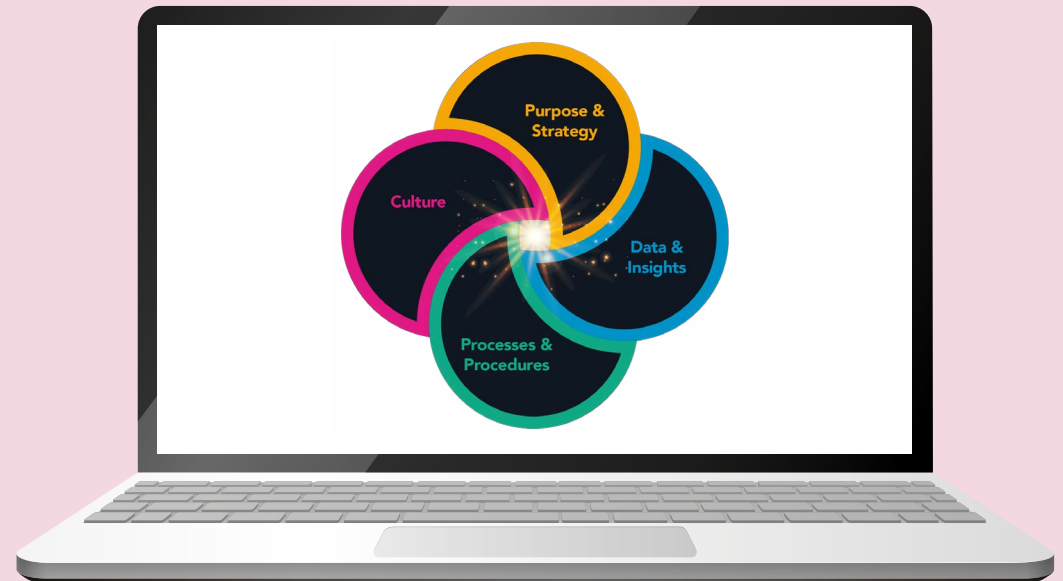 Purpose &
Strategy
Culture
Data &
Insights
Processes &
Procedures